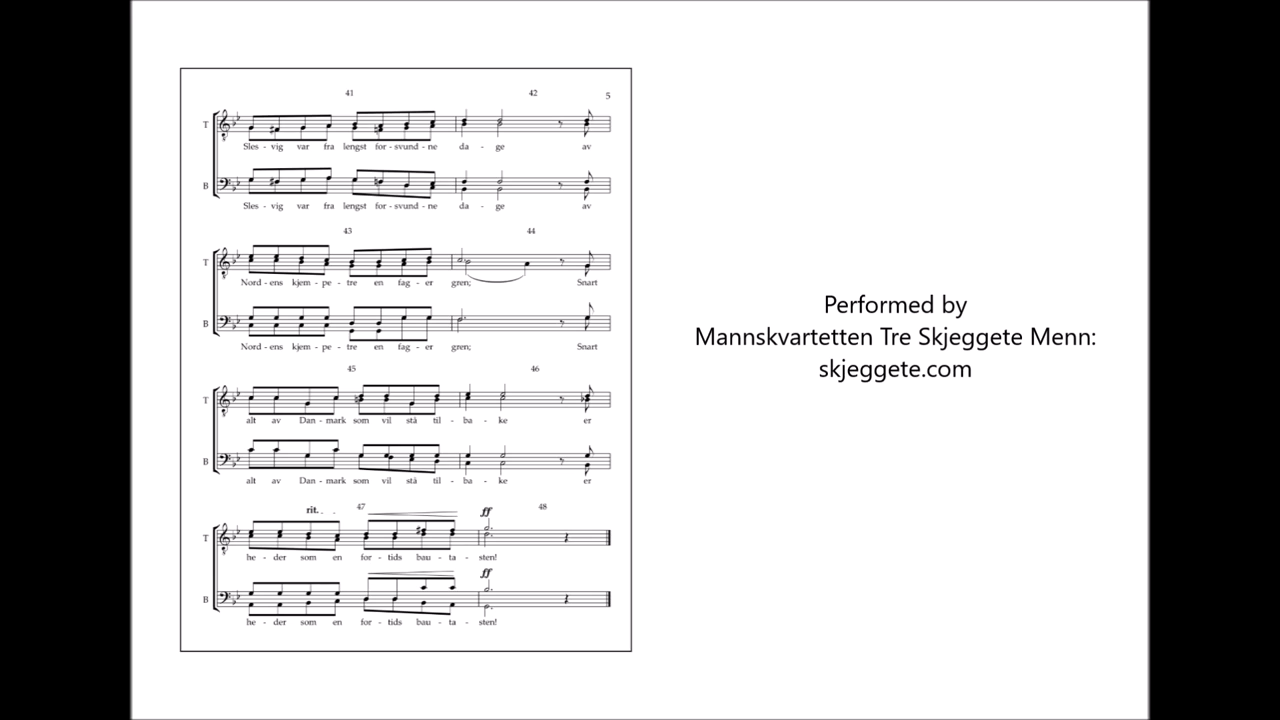 41 42 5
T
Sles - vig var fra lengst for - svund - ne da - ge av
B
Sles - vig var fra lengst for - svund - ne da - ge av
43 44
T
Nord - ens kjem - pe - tre en fag - er gren; Snart
B
Nord - ens kjem - pe - tre en fag - er gren; Snart
45 46
T
alt av Dan - mark som vil stå til - ba - ke er
B
alt av Dan - mark som vil stå til - ba - ke er
rit. 47 ff 48
T
he - der som en for - tids bau - ta - sten!
ff
B
he - der som en for - tids bau - ta - sten!
Performed by
Mannskvartetten Tre Skjeggete Menn:
skjeggete.com